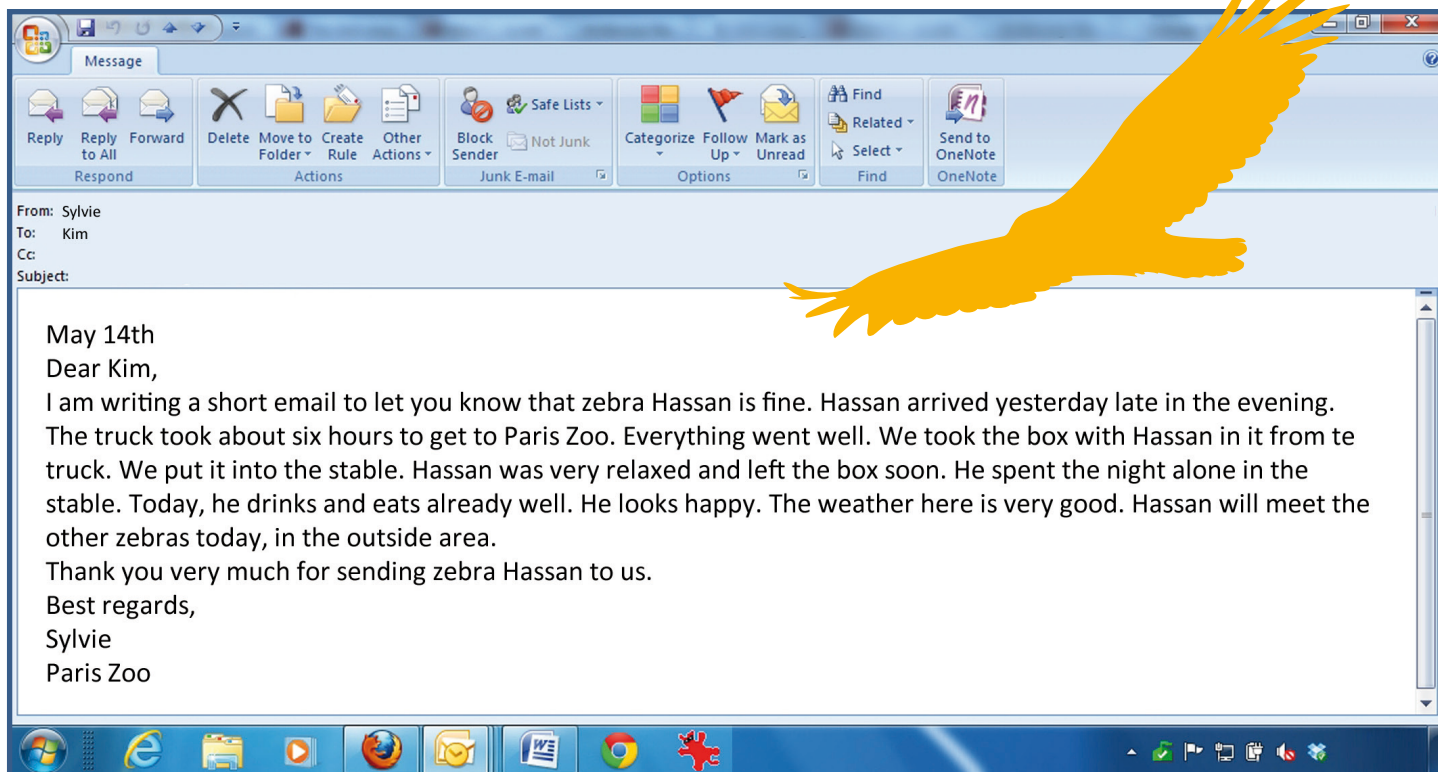 Message
Reply Reply to All Forward
Respond
Delete Move to Folder Create Rule Other Actions
Actions
Block Sender Safe Lists Not Junk
Junk E-mail
Categorize Follow Up Mark as Unread
Options
Find Related Select
Find
Send to OneNote
OneNote
From: Sylvie
To: Kim
Cc:
Subject:
May 14th
Dear Kim,
I am writing a short email to let you know that zebra Hassan is fine. Hassan arrived yesterday late in the evening.
The truck took about six hours to get to Paris Zoo. Everything went well. We took the box with Hassan in it from te
truck. We put it into the stable. Hassan was very relaxed and left the box soon. He spent the night alone in the
stable. Today, he drinks and eats already well. He looks happy. The weather here is very good. Hassan will meet the
other zebras today, in the outside area.
Thank you very much for sending zebra Hassan to us.
Best regards,
Sylvie
Paris Zoo